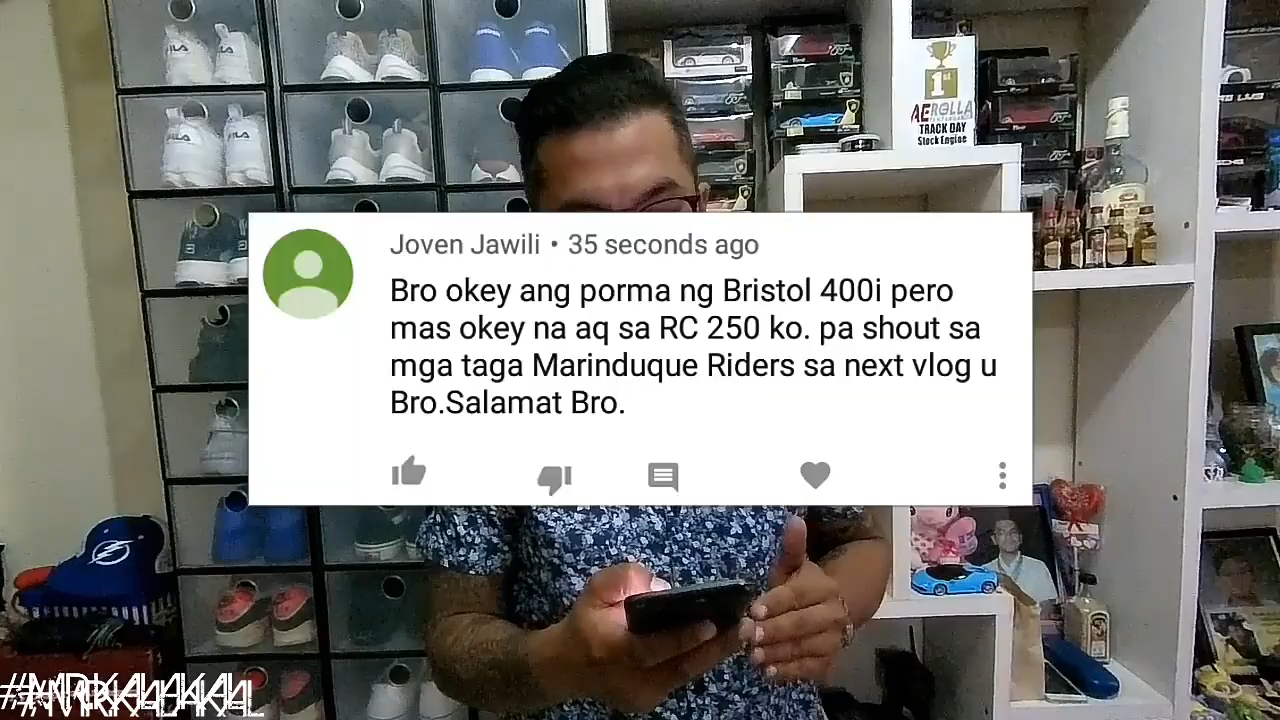 FILA
FILA
FILA
1st
AEROLLA
TRACK DAY
Stock Engine
Joven Jawili • 35 seconds ago
Bro okey ang porma ng Bristol 400i pero
mas okey na aq sa RC 250 ko. pa shout sa
mga taga Marinduque Riders sa next vlog u
Bro.Salamat Bro.